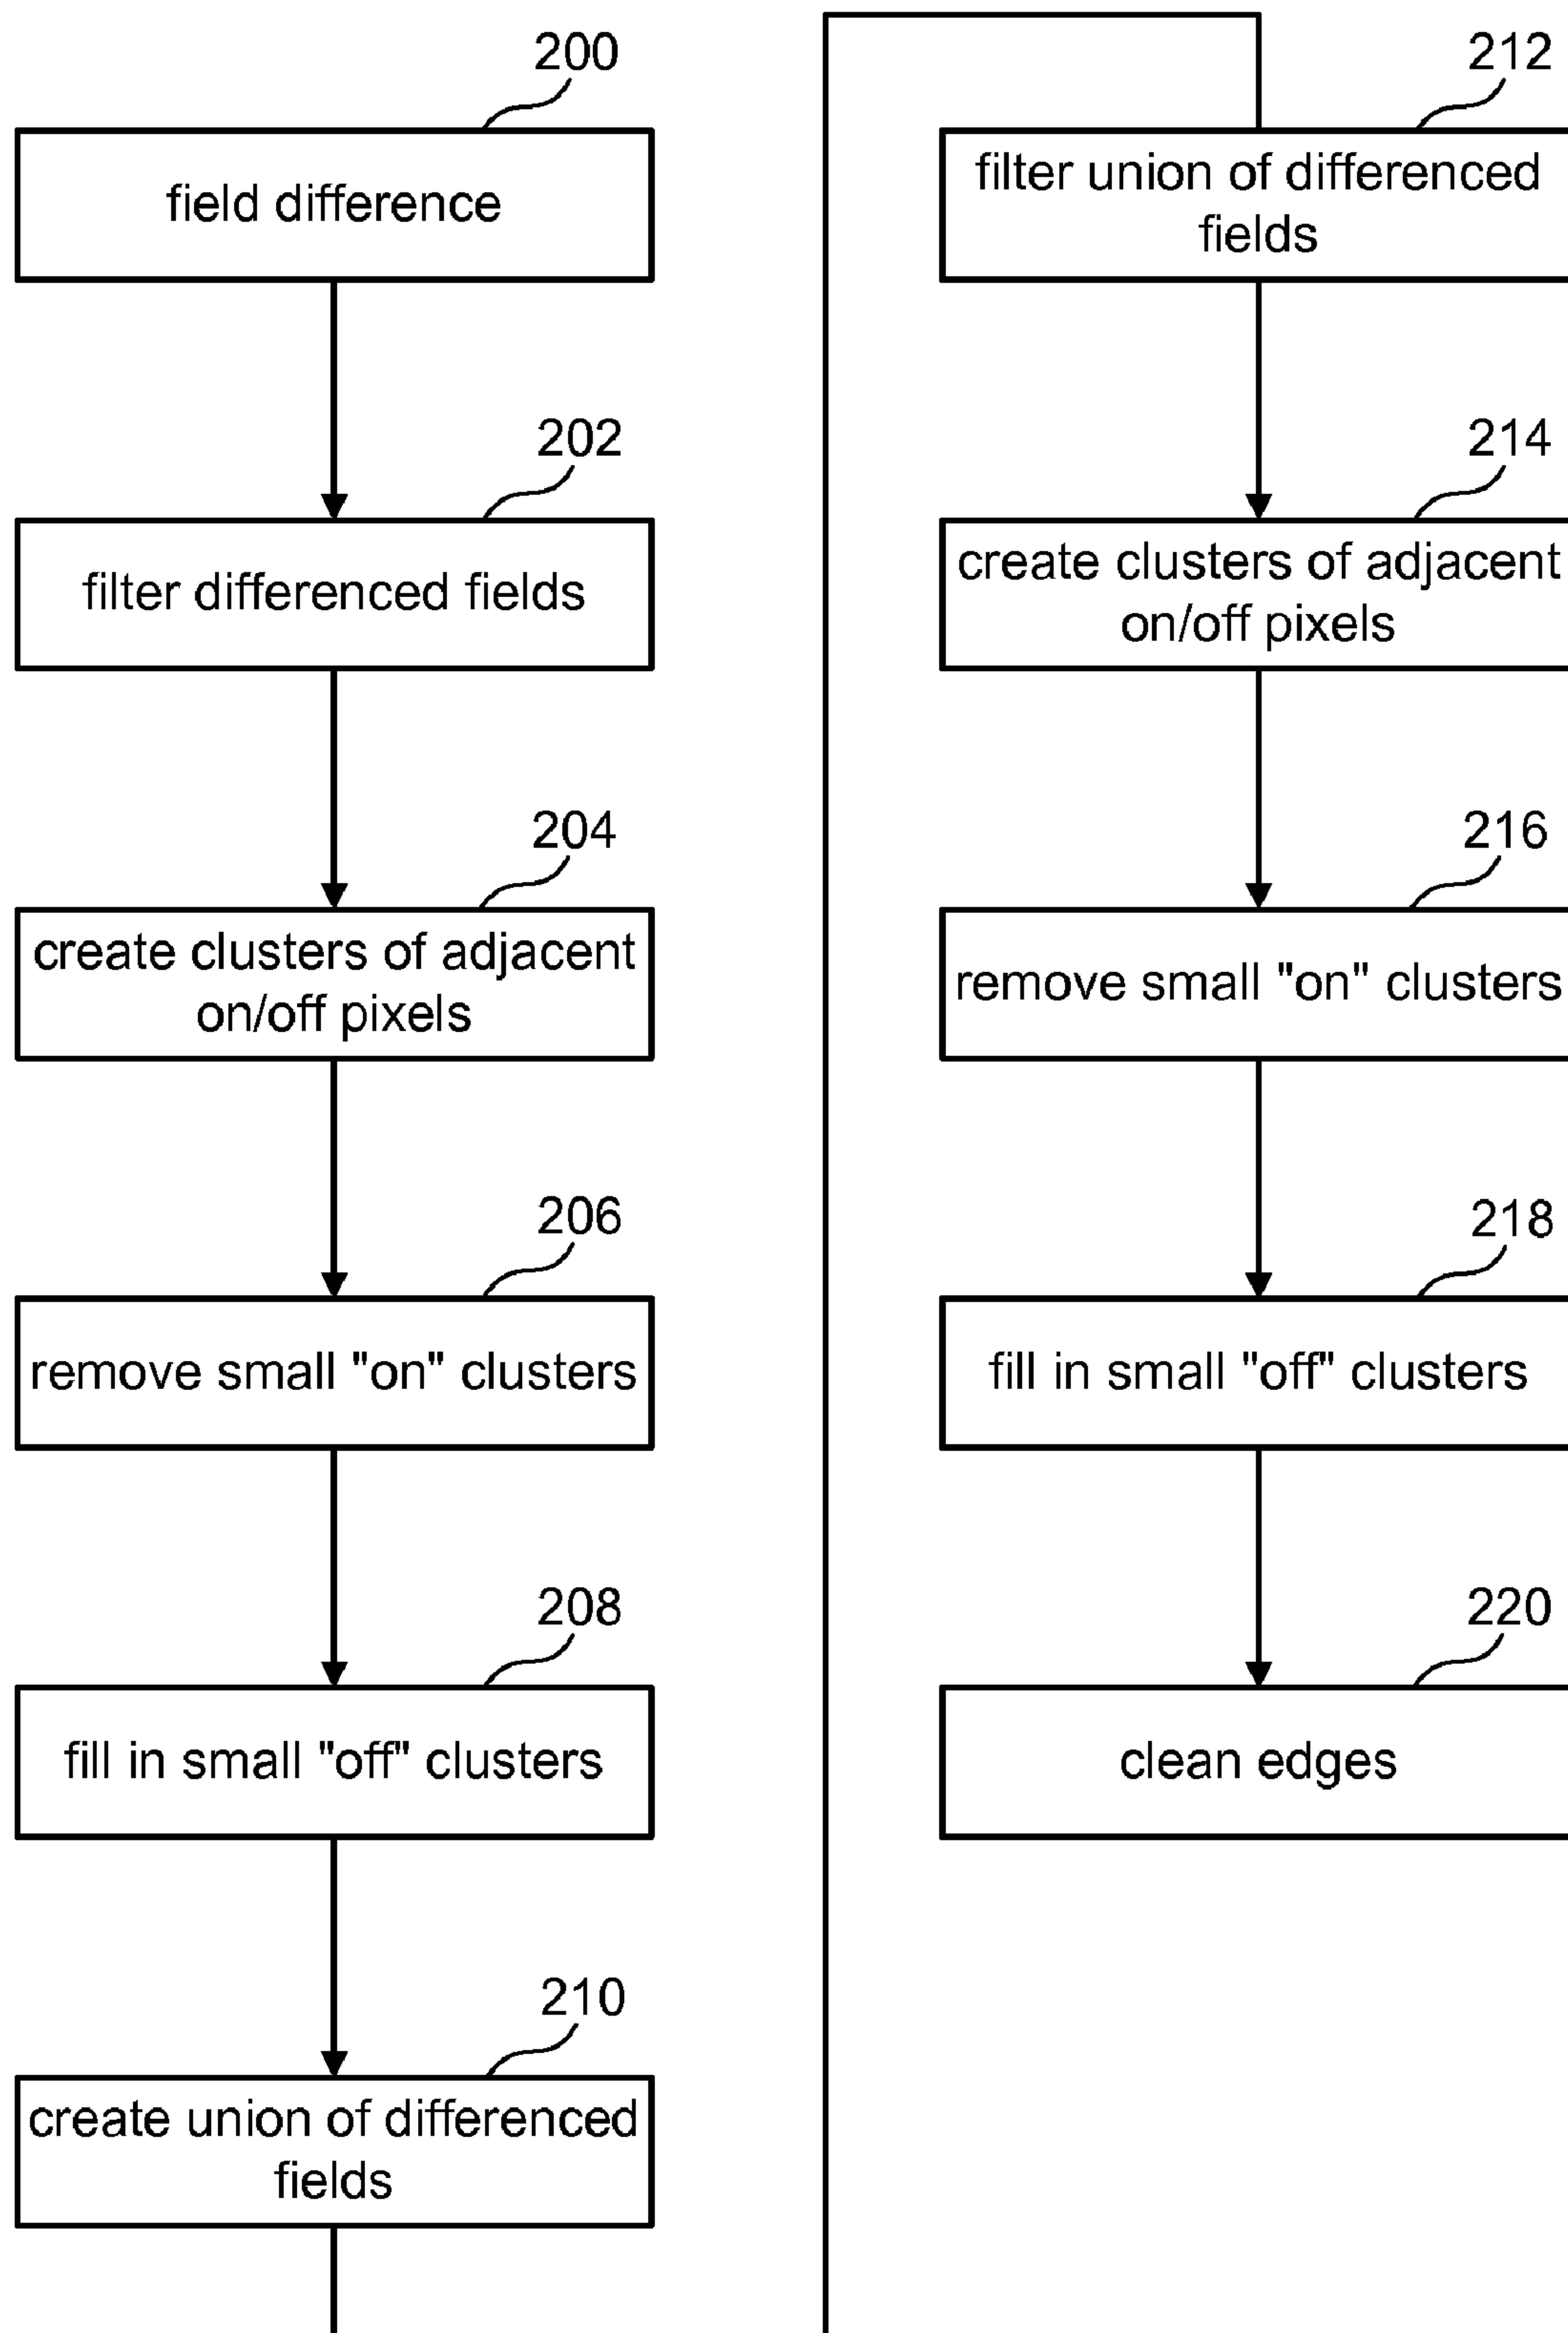 200
field difference
202
filter differenced fields
204
create clusters of adjacent
on/off pixels
206
remove small "on" clusters
208
fill in small "off" clusters
210
create union of differenced
fields
212
filter union of differenced
fields
214
create clusters of adjacent
on/off pixels
216
remove small "on" clusters
218
fill in small "off" clusters
220
clean edges